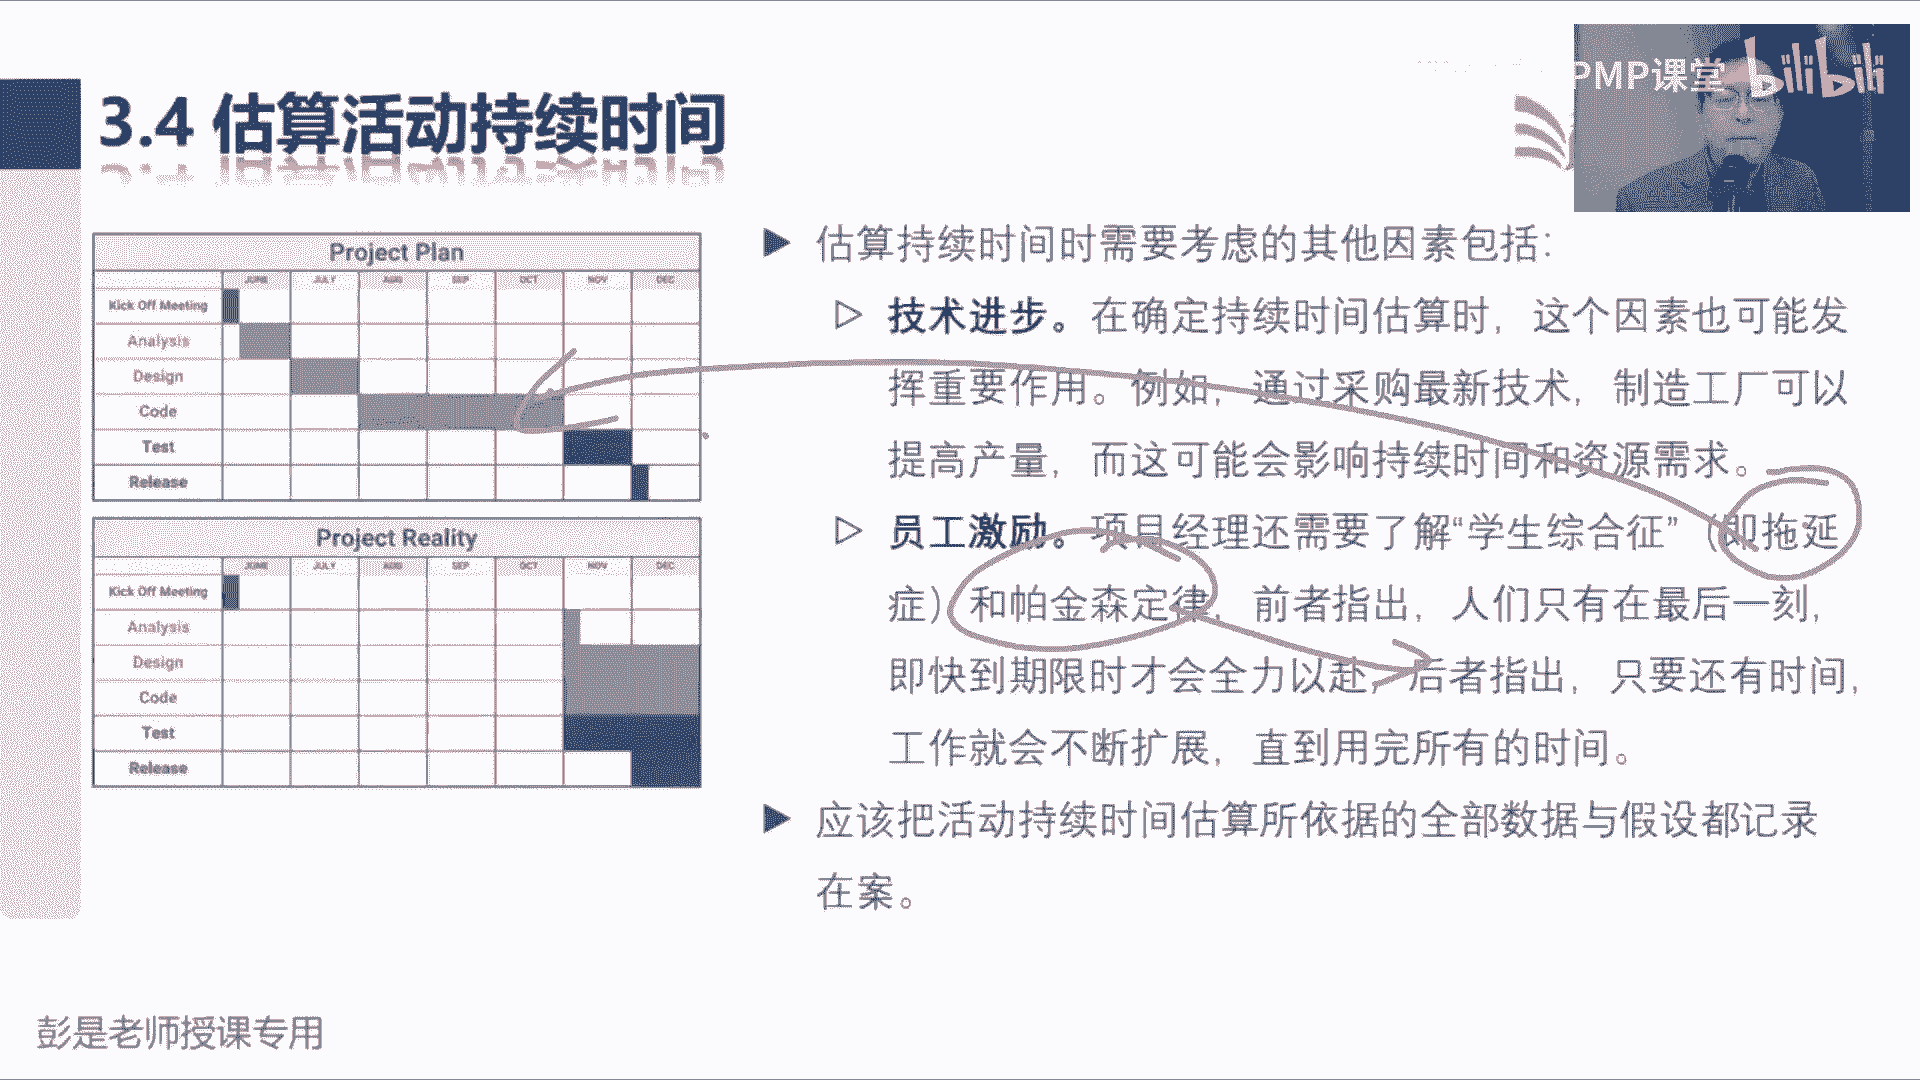 PMP课堂 bilibili
3.4 估算活动持续时间
Project Plan
JUNE JULY AUG SEP OCT NOV DEC
Kick Off Meeting
Analysis
Design
Code
Test
Release
Project Reality
JUNE JULY AUG SEP OCT NOV DEC
Kick Off Meeting
Analysis
Design
Code
Test
Release
估算持续时间时需要考虑的其他因素包括：
技术进步。在确定持续时间估算时，这个因素也可能发
挥重要作用。例如，通过采购最新技术，制造工厂可以
提高产量，而这可能会影响持续时间和资源需求。
员工激励。项目经理还需要了解“学生综合征”（即拖延
症）和帕金森定律，前者指出，人们只有在最后一刻，
即快到期限时才会全力以赴，后者指出，只要还有时间，
工作就会不断扩展，直到用完所有的时间。
应该把活动持续时间估算所依据的全部数据与假设都记录
在案。
彭是老师授课专用